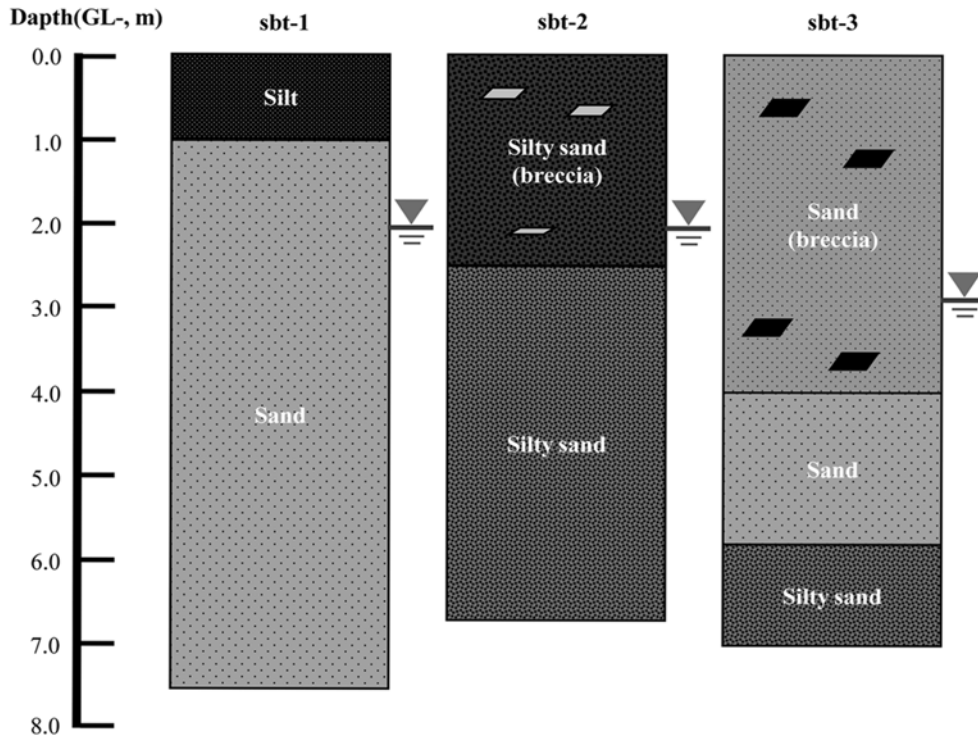 Dapth(GL-, m)
sbt-1
sbt-2
sbt-3
0.0
1.0
2.0
3.0
4.0
5.0
6.0
7.0
8.0
Silt
Sand
Silty sand
(breccia)
Silty sand
Sand
(breccia)
Sand
Silty sand